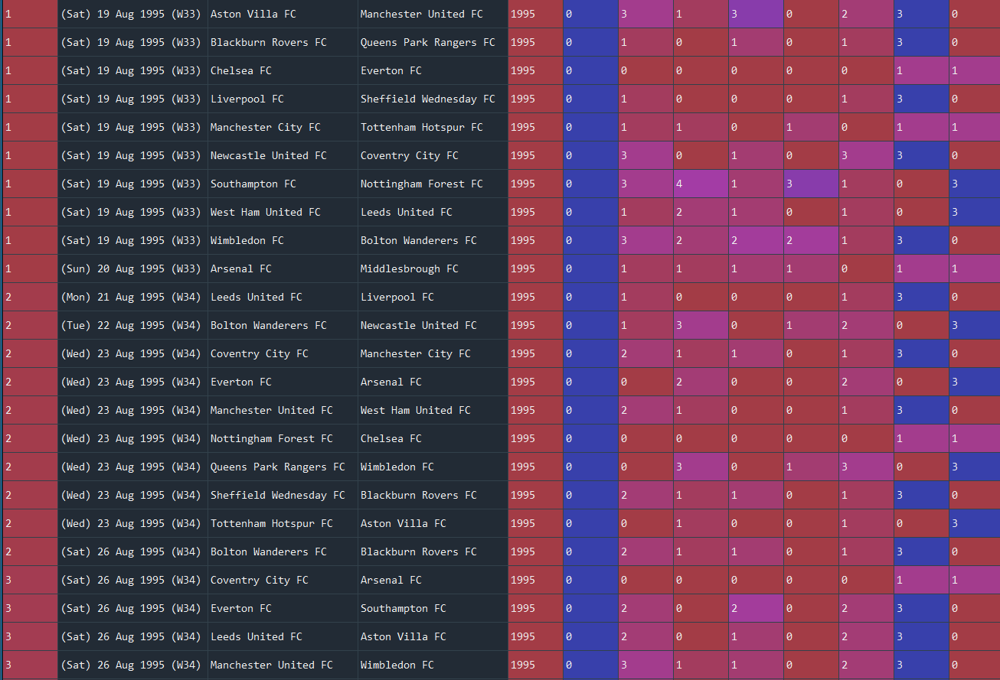 1 (Sat) 19 Aug 1995 (W33) Aston Villa FC Manchester United FC 1995 0 3 1 3 0 2 3 0
1 (Sat) 19 Aug 1995 (W33) Blackburn Rovers FC Queens Park Rangers FC 1995 0 1 0 1 0 1 3 0
1 (Sat) 19 Aug 1995 (W33) Chelsea FC Everton FC 1995 0 0 0 0 0 0 1 1
1 (Sat) 19 Aug 1995 (W33) Liverpool FC Sheffield Wednesday FC 1995 0 1 0 0 0 1 3 0
1 (Sat) 19 Aug 1995 (W33) Manchester City FC Tottenham Hotspur FC 1995 0 1 1 0 1 0 1 1
1 (Sat) 19 Aug 1995 (W33) Newcastle United FC Coventry City FC 1995 0 3 0 1 0 3 3 0
1 (Sat) 19 Aug 1995 (W33) Southampton FC Nottingham Forest FC 1995 0 3 4 1 3 1 0 3
1 (Sat) 19 Aug 1995 (W33) West Ham United FC Leeds United FC 1995 0 1 2 1 0 1 0 3
1 (Sat) 19 Aug 1995 (W33) Wimbledon FC Bolton Wanderers FC 1995 0 3 2 2 2 1 3 0
1 (Sun) 20 Aug 1995 (W33) Arsenal FC Middlesbrough FC 1995 0 1 1 1 1 0 1 1
2 (Mon) 21 Aug 1995 (W34) Leeds United FC Liverpool FC 1995 0 1 0 0 0 1 3 0
2 (Tue) 22 Aug 1995 (W34) Bolton Wanderers FC Newcastle United FC 1995 0 1 3 0 1 2 0 3
2 (Wed) 23 Aug 1995 (W34) Coventry City FC Manchester City FC 1995 0 2 1 1 0 1 3 0
2 (Wed) 23 Aug 1995 (W34) Everton FC Arsenal FC 1995 0 0 2 0 0 2 0 3
2 (Wed) 23 Aug 1995 (W34) Manchester United FC West Ham United FC 1995 0 2 1 0 0 1 3 0
2 (Wed) 23 Aug 1995 (W34) Nottingham Forest FC Chelsea FC 1995 0 0 0 0 0 0 1 1
2 (Wed) 23 Aug 1995 (W34) Queens Park Rangers FC Wimbledon FC 1995 0 0 3 0 1 3 0 3
2 (Wed) 23 Aug 1995 (W34) Sheffield Wednesday FC Blackburn Rovers FC 1995 0 2 1 1 0 1 3 0
2 (Wed) 23 Aug 1995 (W34) Tottenham Hotspur FC Aston Villa FC 1995 0 0 1 0 0 1 0 3
2 (Sat) 26 Aug 1995 (W34) Bolton Wanderers FC Blackburn Rovers FC 1995 0 2 1 1 0 1 3 0
3 (Sat) 26 Aug 1995 (W34) Coventry City FC Arsenal FC 1995 0 0 0 0 0 0 1 1
3 (Sat) 26 Aug 1995 (W34) Everton FC Southampton FC 1995 0 2 0 2 0 2 3 0
3 (Sat) 26 Aug 1995 (W34) Leeds United FC Aston Villa FC 1995 0 2 0 1 0 2 3 0
3 (Sat) 26 Aug 1995 (W34) Manchester United FC Wimbledon FC 1995 0 3 1 1 0 2 3 0